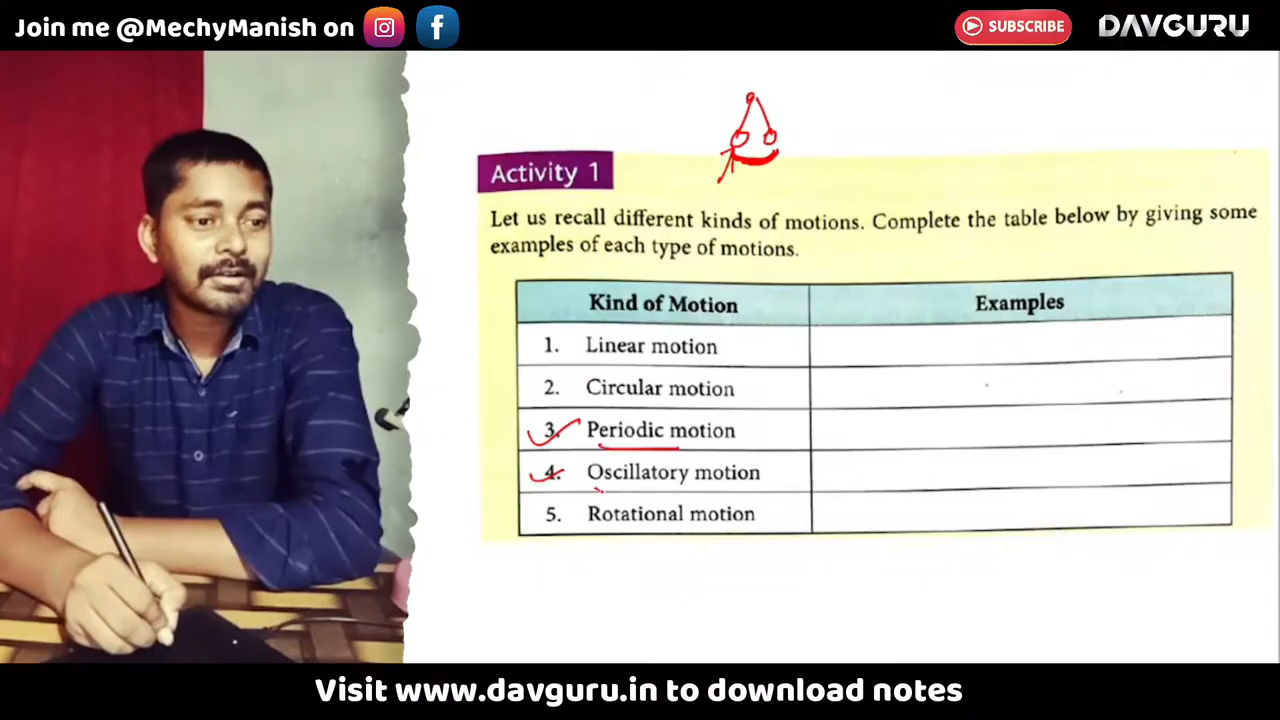 Join me @MechyManish on
SUBSCRIBE
DAVGURU
Activity 1
Let us recall different kinds of motions. Complete the table below by giving some
examples of each type of motions.
Kind of Motion
Examples
1. Linear motion
2. Circular motion
3. Periodic motion
4. Oscillatory motion
5. Rotational motion
Visit www.davguru.in to download notes